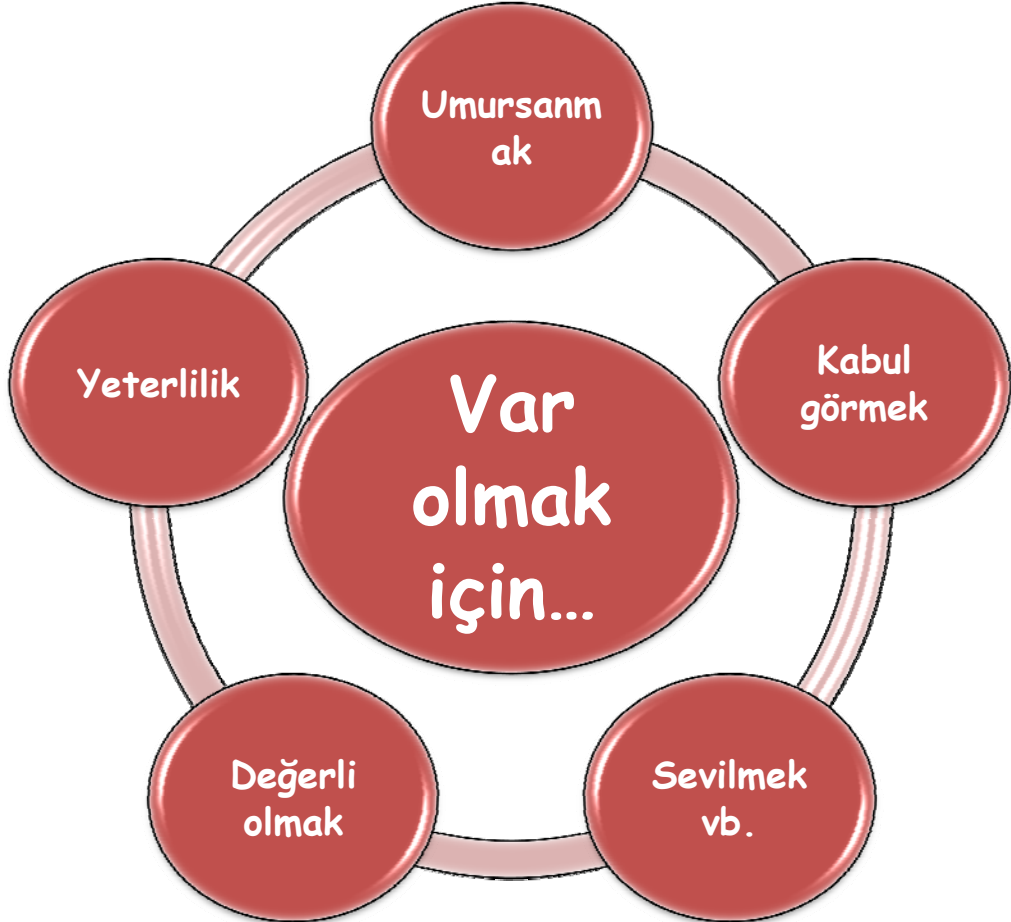 Umursanm
ak
Kabul
görmek
Sevilmek
vb.
Değerli
olmak
Yeterlilik
Var
olmak
için...